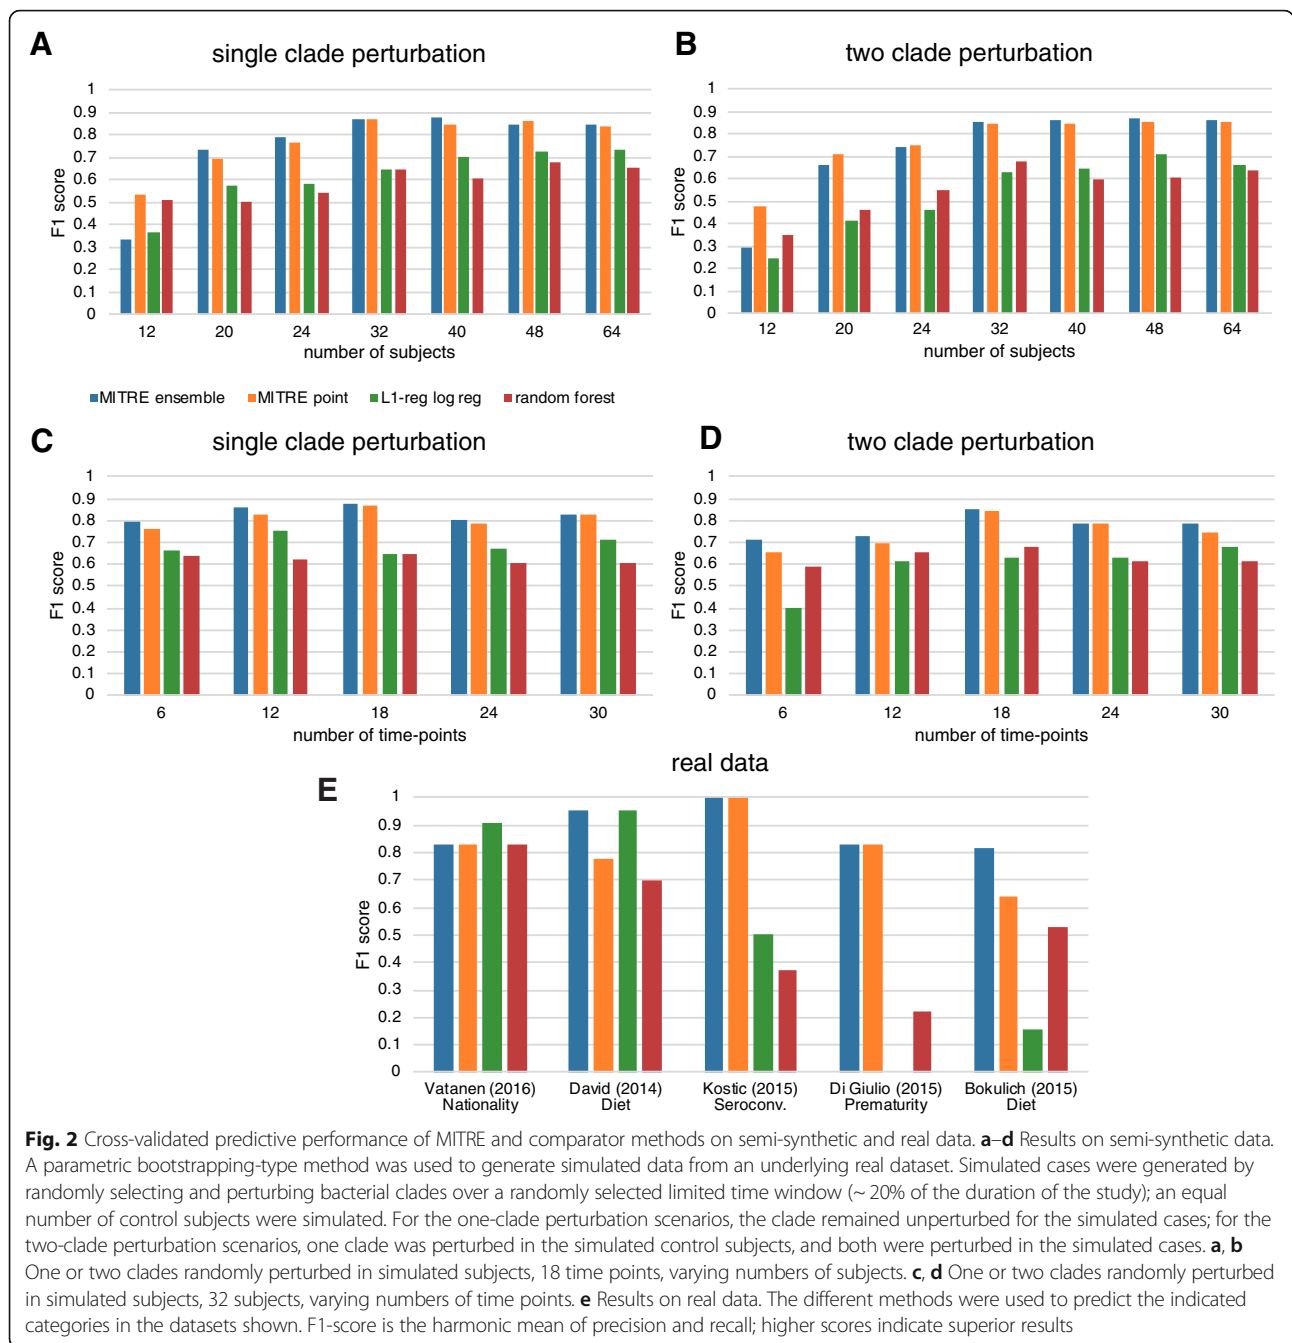 A
single clade perturbation
1
0.9
0.8
0.7
0.6
0.5
0.4
0.3
0.2
0.1
0
F1 score
12 20 24 32 40 48 64
number of subjects
B
two clade perturbation
1
0.9
0.8
0.7
0.6
0.5
0.4
0.3
0.2
0.1
0
F1 score
12 20 24 32 40 48 64
number of subjects
MITRE ensemble MITRE point L1-reg log reg random forest
C
single clade perturbation
1
0.9
0.8
0.7
0.6
0.5
0.4
0.3
0.2
0.1
0
F1 score
6 12 18 24 30
number of time-points
D
two clade perturbation
1
0.9
0.8
0.7
0.6
0.5
0.4
0.3
0.2
0.1
0
F1 score
6 12 18 24 30
number of time-points
E
real data
1
0.9
0.8
0.7
0.6
0.5
0.4
0.3
0.2
0.1
0
F1 score
Vatanen (2016) David (2014) Kostic (2015) Di Giulio (2015) Bokulich (2015)
Nationality Diet Seroconv. Prematurity Diet
Fig. 2 Cross-validated predictive performance of MITRE and comparator methods on semi-synthetic and real data. a–d Results on semi-synthetic data.
A parametric bootstrapping-type method was used to generate simulated data from an underlying real dataset. Simulated cases were generated by
randomly selecting and perturbing bacterial clades over a randomly selected limited time window (~ 20% of the duration of the study); an equal
number of control subjects were simulated. For the one-clade perturbation scenarios, the clade remained unperturbed for the simulated cases; for the
two-clade perturbation scenarios, one clade was perturbed in the simulated control subjects, and both were perturbed in the simulated cases. a, b
One or two clades randomly perturbed in simulated subjects, 18 time points, varying numbers of subjects. c, d One or two clades randomly perturbed
in simulated subjects, 32 subjects, varying numbers of time points. e Results on real data. The different methods were used to predict the indicated
categories in the datasets shown. F1-score is the harmonic mean of precision and recall; higher scores indicate superior results